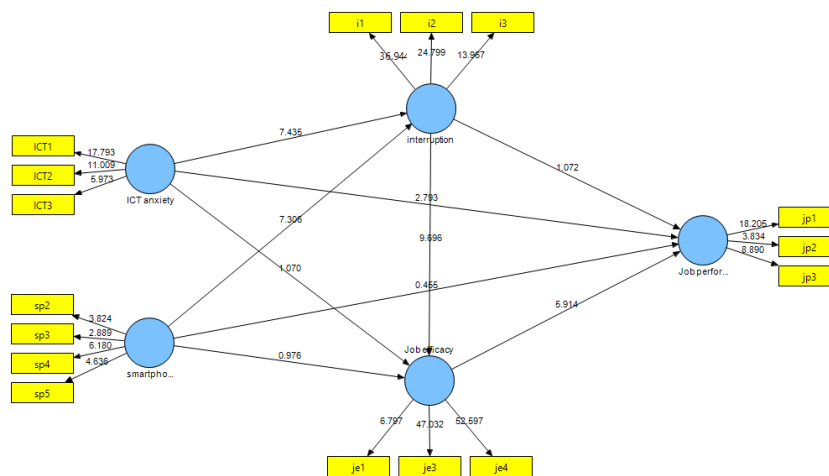 i1
i2
i3
36.944
24.799
13.957
interruption
7.435
1.072
ICT1
17.793
ICT2
11.009
ICT3
5.973
ICT anxiety
2.793
7.306
9.696
1.070
18.205
jp1
3.834
jp2
8.890
jp3
Job perfor...
0.455
5.914
sp2
3.824
sp3
2.889
sp4
6.180
sp5
4.636
smartpho...
0.976
Job efficacy
6.797
47.032
52.597
je1
je3
je4